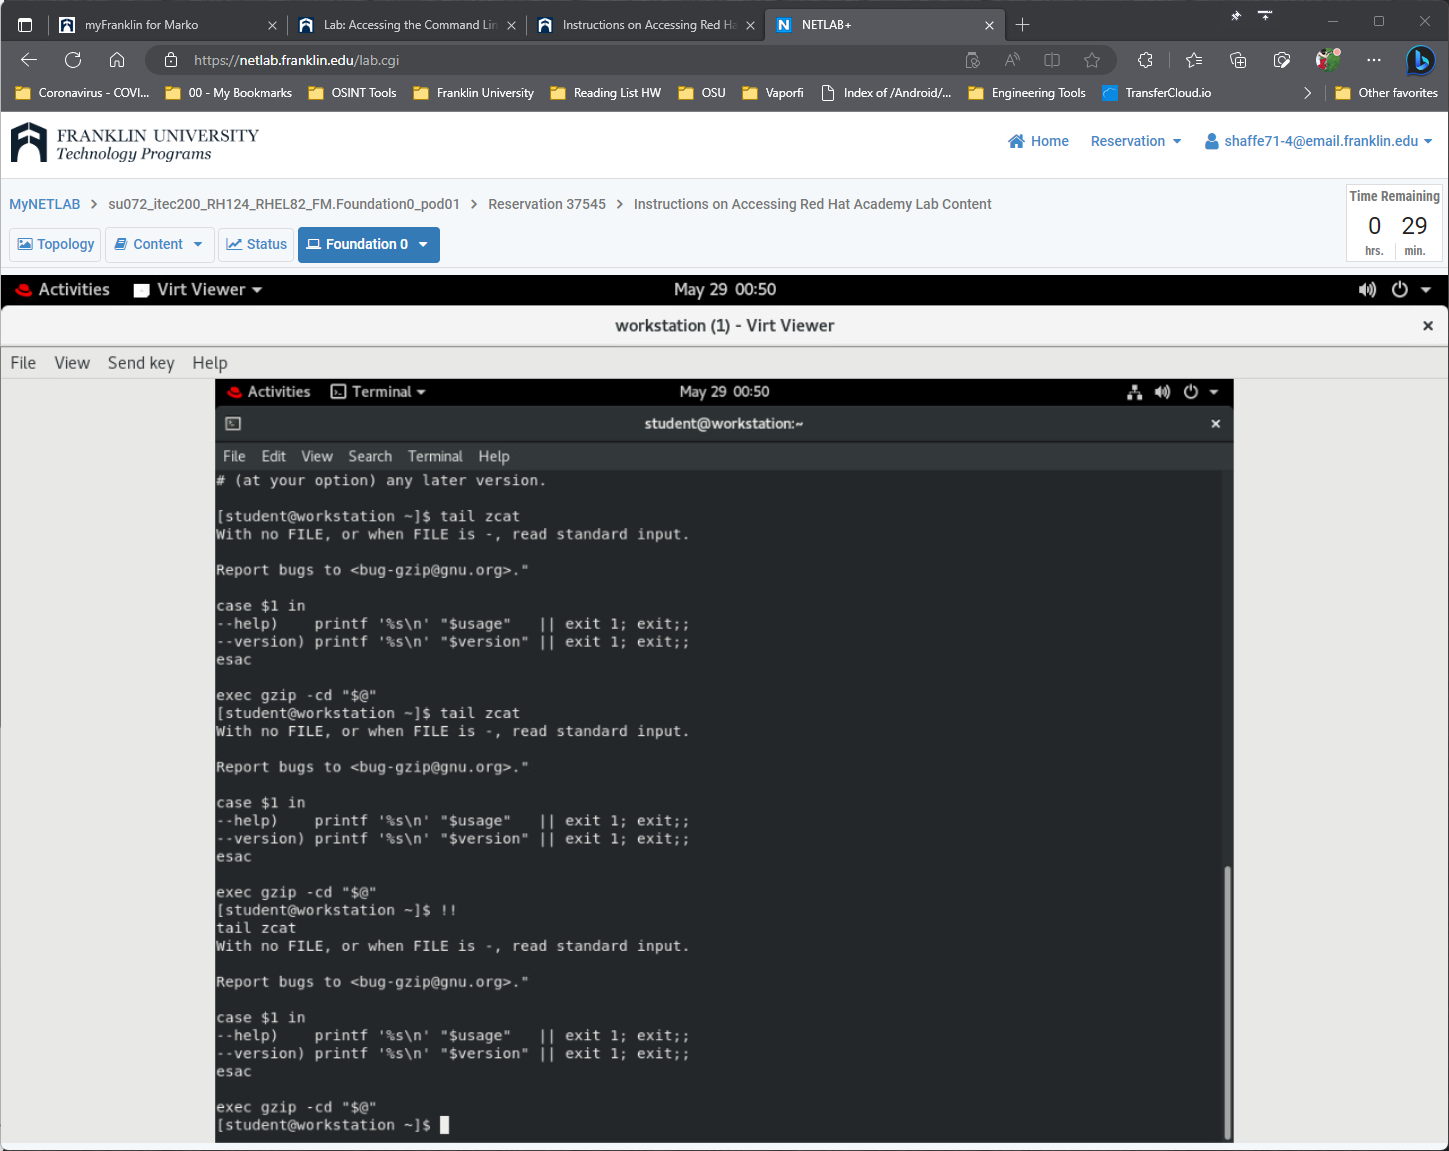 myFranklin for Marko
Lab: Accessing the Command Lin
Instructions on Accessing Red Ha
N NETLAB+
https://netlab.franklin.edu/lab.cgi
Coronavirus - COVI... 00 - My Bookmarks OSINT Tools Franklin University Reading List HW OSU Vaporfi Index of /Android/... Engineering Tools TransferCloud.io Other favorites
FRANKLIN UNIVERSITY
Technology Programs
Home Reservation shaffe71-4@email.franklin.edu
MyNETLAB > su072_itec200_RH124_RHEL82_FM.Foundation0_pod01 > Reservation 37545 > Instructions on Accessing Red Hat Academy Lab Content
Time Remaining
0 29
hrs. min.
Topology Content Status Foundation 0
Activities Virt Viewer May 29 00:50
workstation (1) - Virt Viewer
File View Send key Help
Activities Terminal May 29 00:50
student@workstation:~
File Edit View Search Terminal Help
# (at your option) any later version.
[student@workstation ~]$ tail zcat
With no FILE, or when FILE is -, read standard input.
Report bugs to <bug-gzip@gnu.org>."
case $1 in
--help)    printf '%s\n' "$usage"   || exit 1; exit;;
--version) printf '%s\n' "$version" || exit 1; exit;;
esac
exec gzip -cd "$@"
[student@workstation ~]$ tail zcat
With no FILE, or when FILE is -, read standard input.
Report bugs to <bug-gzip@gnu.org>."
case $1 in
--help)    printf '%s\n' "$usage"   || exit 1; exit;;
--version) printf '%s\n' "$version" || exit 1; exit;;
esac
exec gzip -cd "$@"
[student@workstation ~]$ !!
tail zcat
With no FILE, or when FILE is -, read standard input.
Report bugs to <bug-gzip@gnu.org>."
case $1 in
--help)    printf '%s\n' "$usage"   || exit 1; exit;;
--version) printf '%s\n' "$version" || exit 1; exit;;
esac
exec gzip -cd "$@"
[student@workstation ~]$